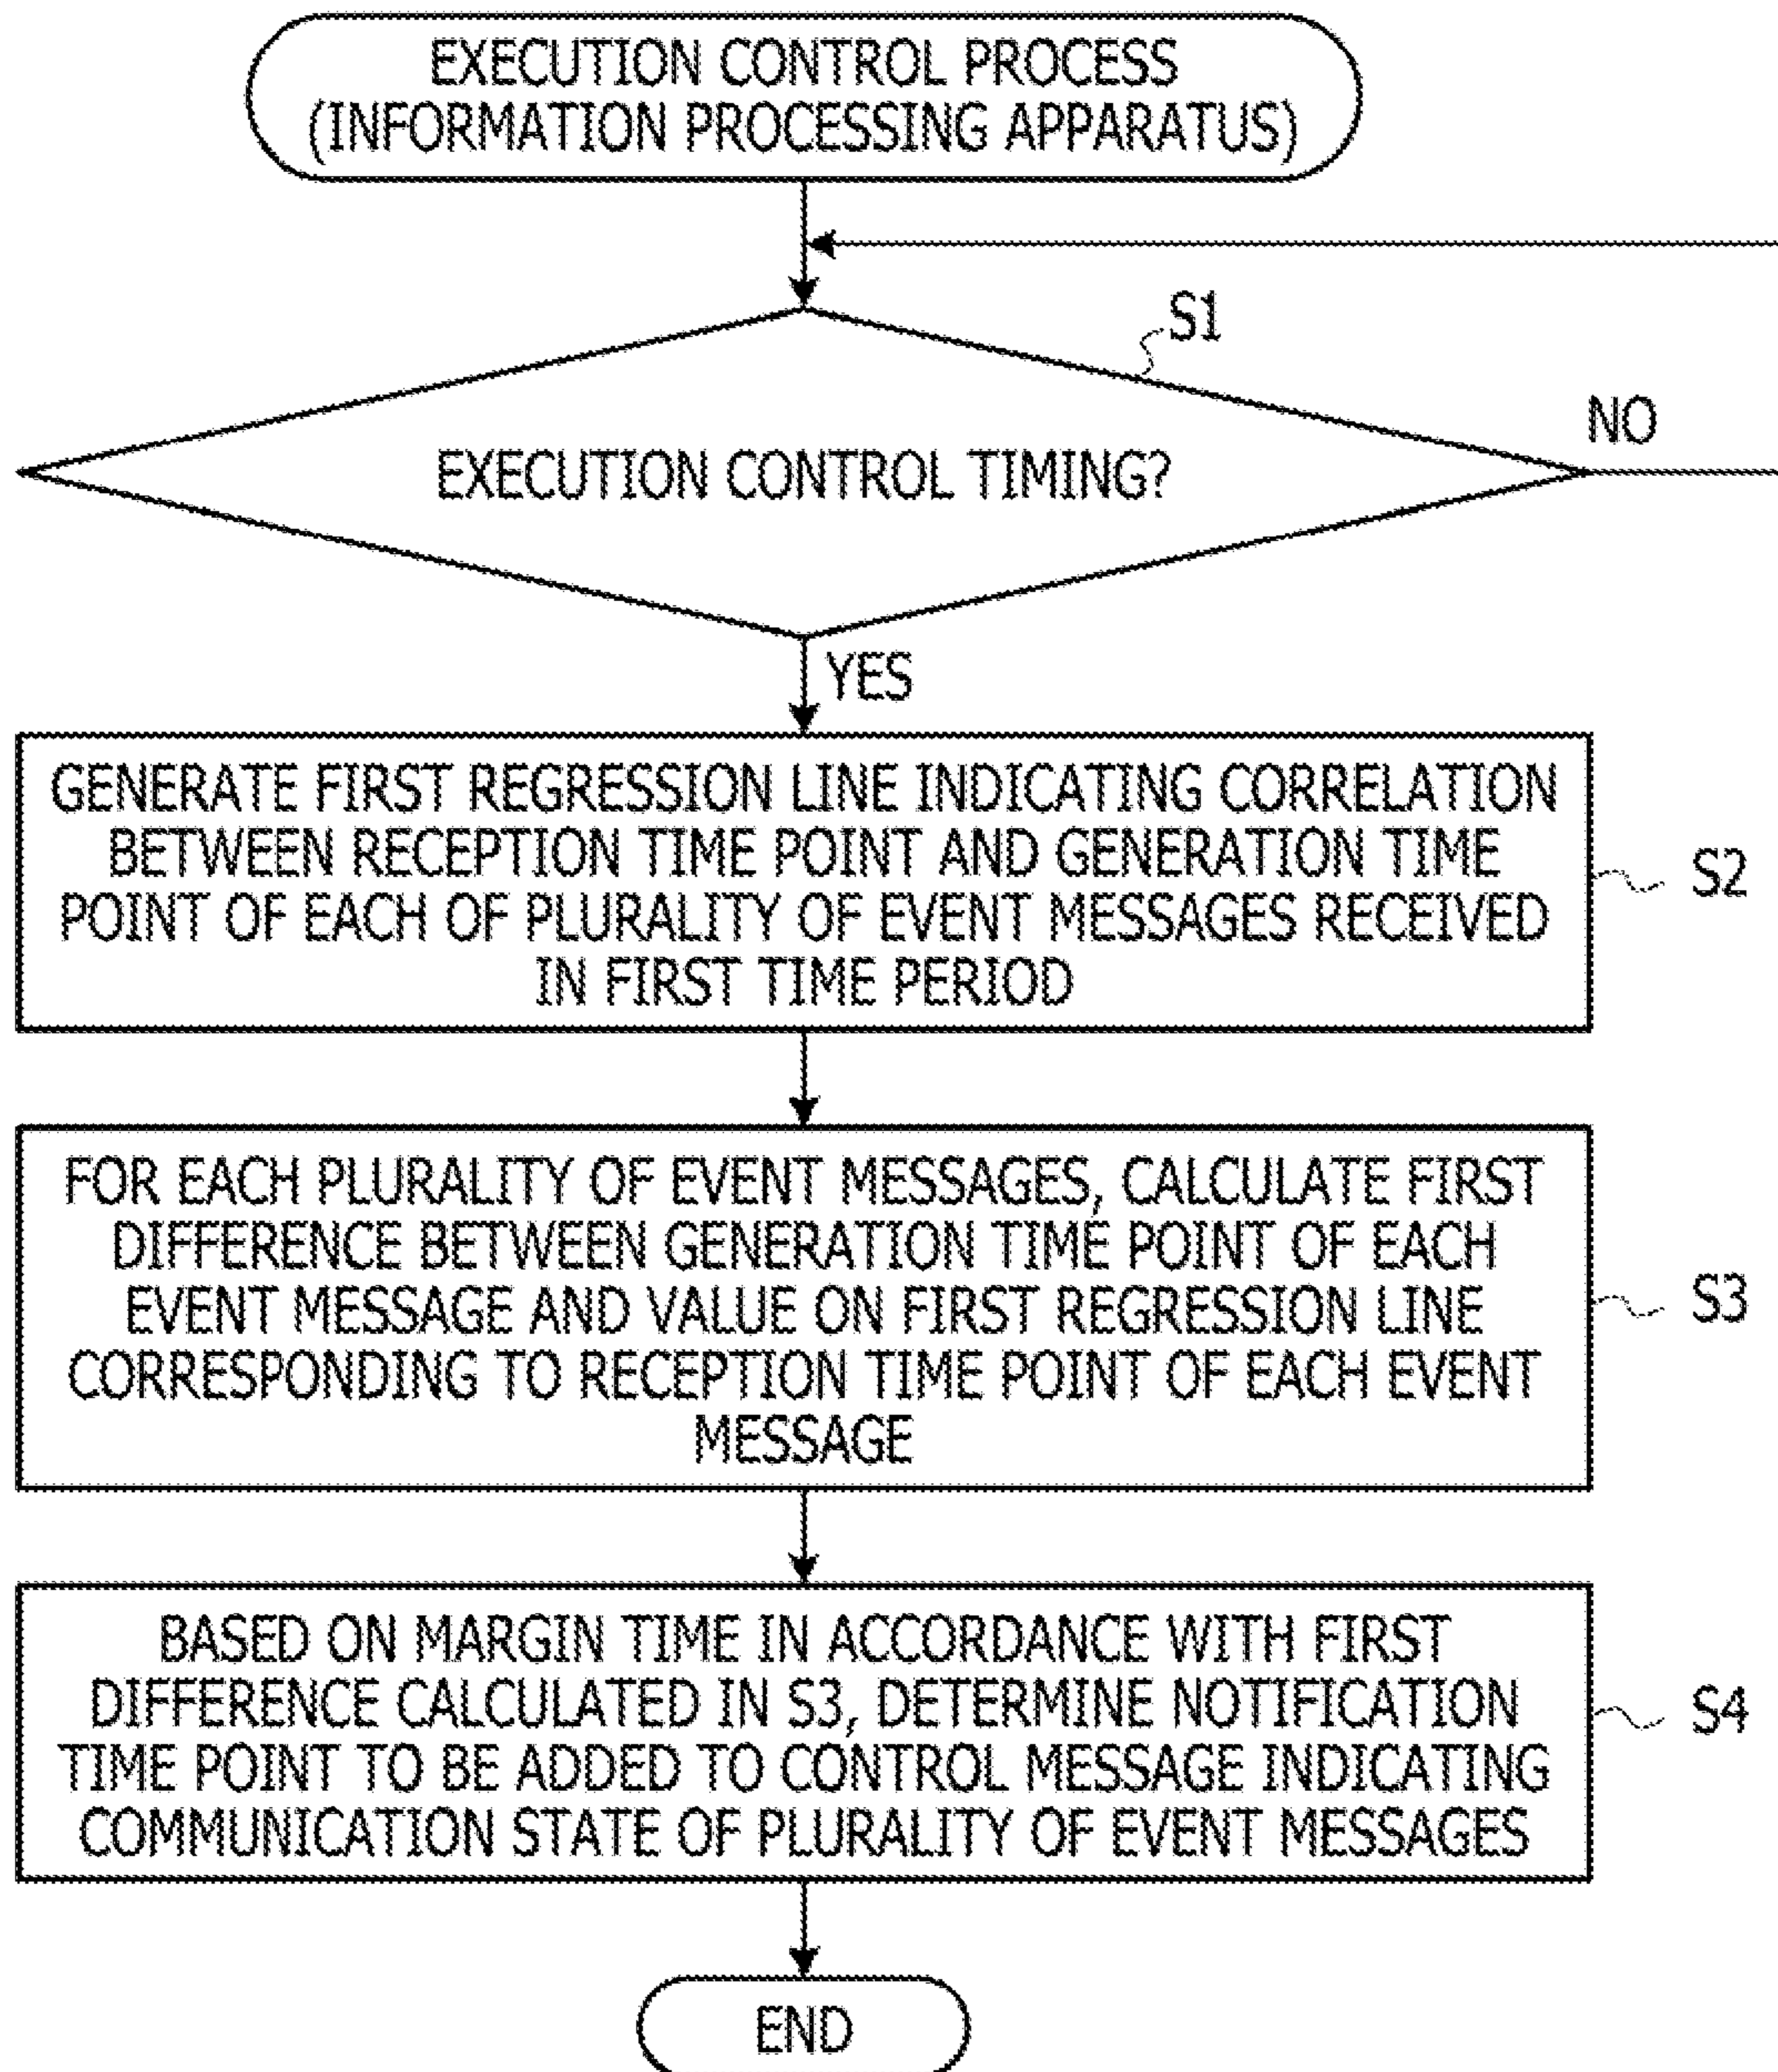 EXECUTION CONTROL PROCESS
(INFORMATION PROCESSING APPARATUS)
S1
EXECUTION CONTROL TIMING?
NO
YES
GENERATE FIRST REGRESSION LINE INDICATING CORRELATION
BETWEEN RECEPTION TIME POINT AND GENERATION TIME
POINT OF EACH OF PLURALITY OF EVENT MESSAGES RECEIVED
IN FIRST TIME PERIOD
S2
FOR EACH PLURALITY OF EVENT MESSAGES, CALCULATE FIRST
DIFFERENCE BETWEEN GENERATION TIME POINT OF EACH
EVENT MESSAGE AND VALUE ON FIRST REGRESSION LINE
CORRESPONDING TO RECEPTION TIME POINT OF EACH EVENT
MESSAGE
S3
BASED ON MARGIN TIME IN ACCORDANCE WITH FIRST
DIFFERENCE CALCULATED IN S3, DETERMINE NOTIFICATION
TIME POINT TO BE ADDED TO CONTROL MESSAGE INDICATING
COMMUNICATION STATE OF PLURALITY OF EVENT MESSAGES
S4
END